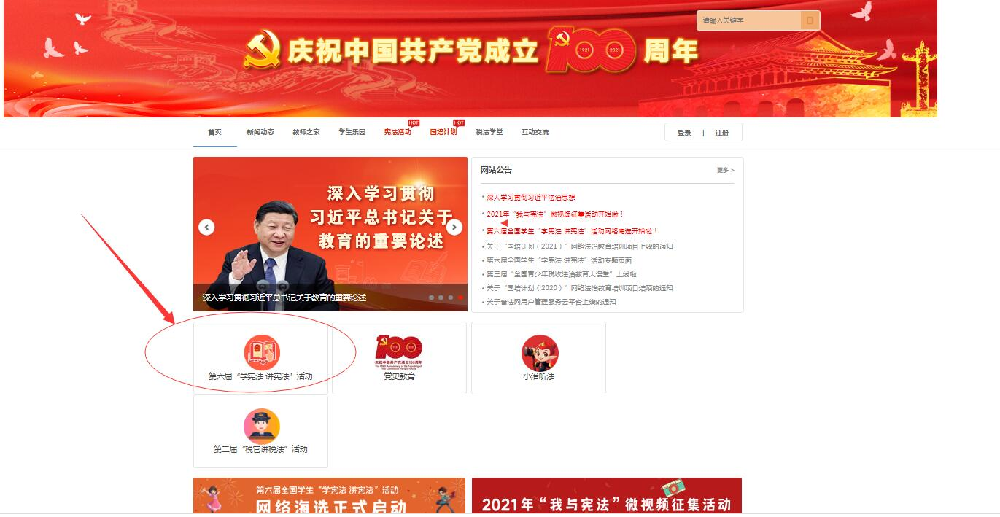 请输入关键字
庆祝中国共产党成立100周年
1921 2021
HOT HOT
首页 新闻动态 教师之家 学生乐园 宪法活动 国培计划 税法学堂 互动交流
登录 | 注册
深入学习贯彻
习近平总书记关于
教育的重要论述
深入学习贯彻习近平总书记关于教育的重要论述
网站公告 更多 >
• 深入学习贯彻习近平法治思想
• 2021年“我与宪法”微视频征集活动开始啦！
• 第六届全国学生“学宪法 讲宪法”活动网络海选开始啦！
• 关于“国培计划（2021）”网络法治教育培训项目上线的通知
• 第六届全国学生“学宪法 讲宪法”活动专题页面
• 第三届“全国青少年税收法治教育大课堂”上线啦
• 关于“国培计划（2020）”网络法治教育培训项目结项的通知
• 关于普法网用户管理服务云平台上线的通知
第六届“学宪法 讲宪法”活动
100
庆祝中国共产党成立100周年
The 100th Anniversary of the Founding of
The Communist Party of China
党史教育
小治听法
第二届“税官讲税法”活动
第六届全国学生“学宪法 讲宪法”活动
网络海选正式启动
2021年“我与宪法”微视频征集活动